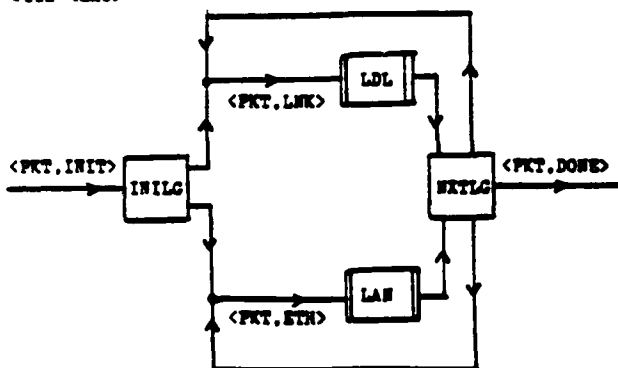 LDL
<PKT,LNK>
<PKT,INIT>
INILG
NXTLG
<PKT,DONE>
LAN
<PKT,ETH>